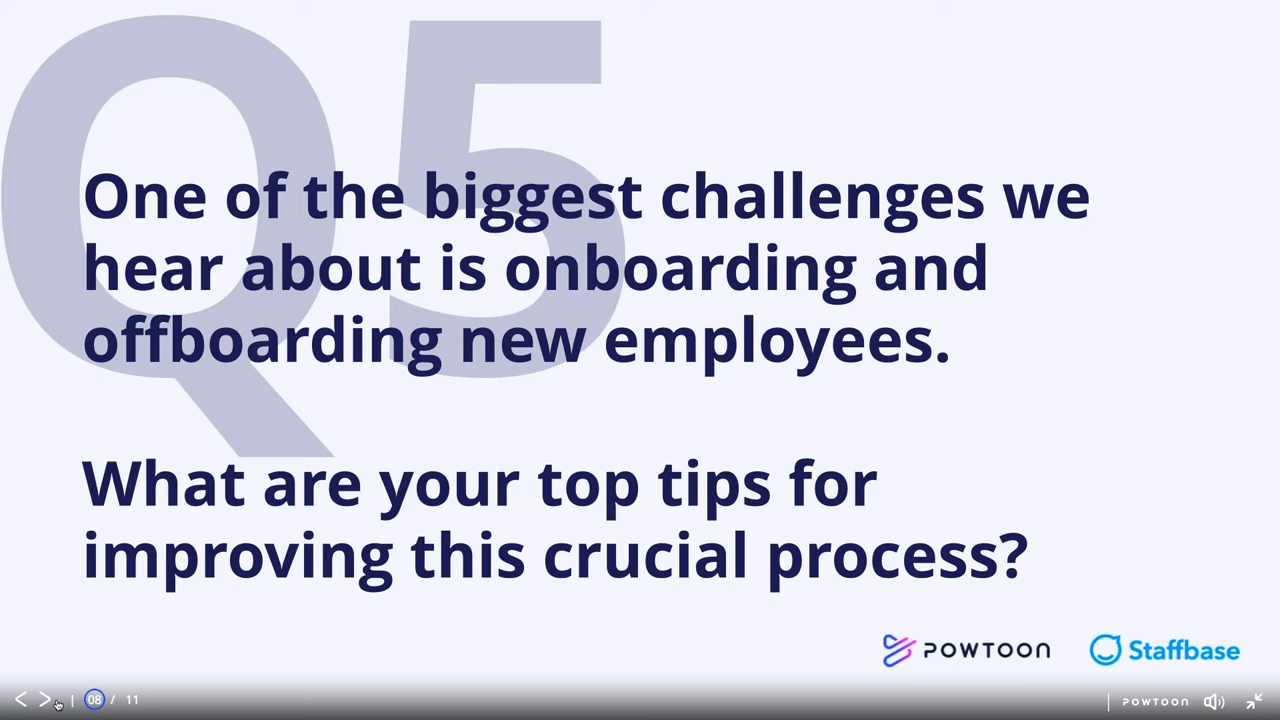 Q5
One of the biggest challenges we
hear about is onboarding and
offboarding new employees.
What are your top tips for
improving this crucial process?
POWTOON Staffbase
08 / 11 POWTOON